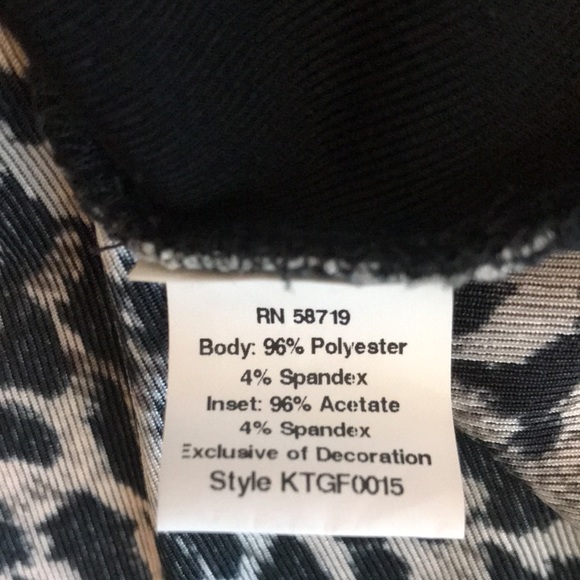 RN 58719
Body: 96% Polyester
4% Spandex
Inset: 96% Acetate
4% Spandex
Exclusive of Decoration
Style KTGF0015